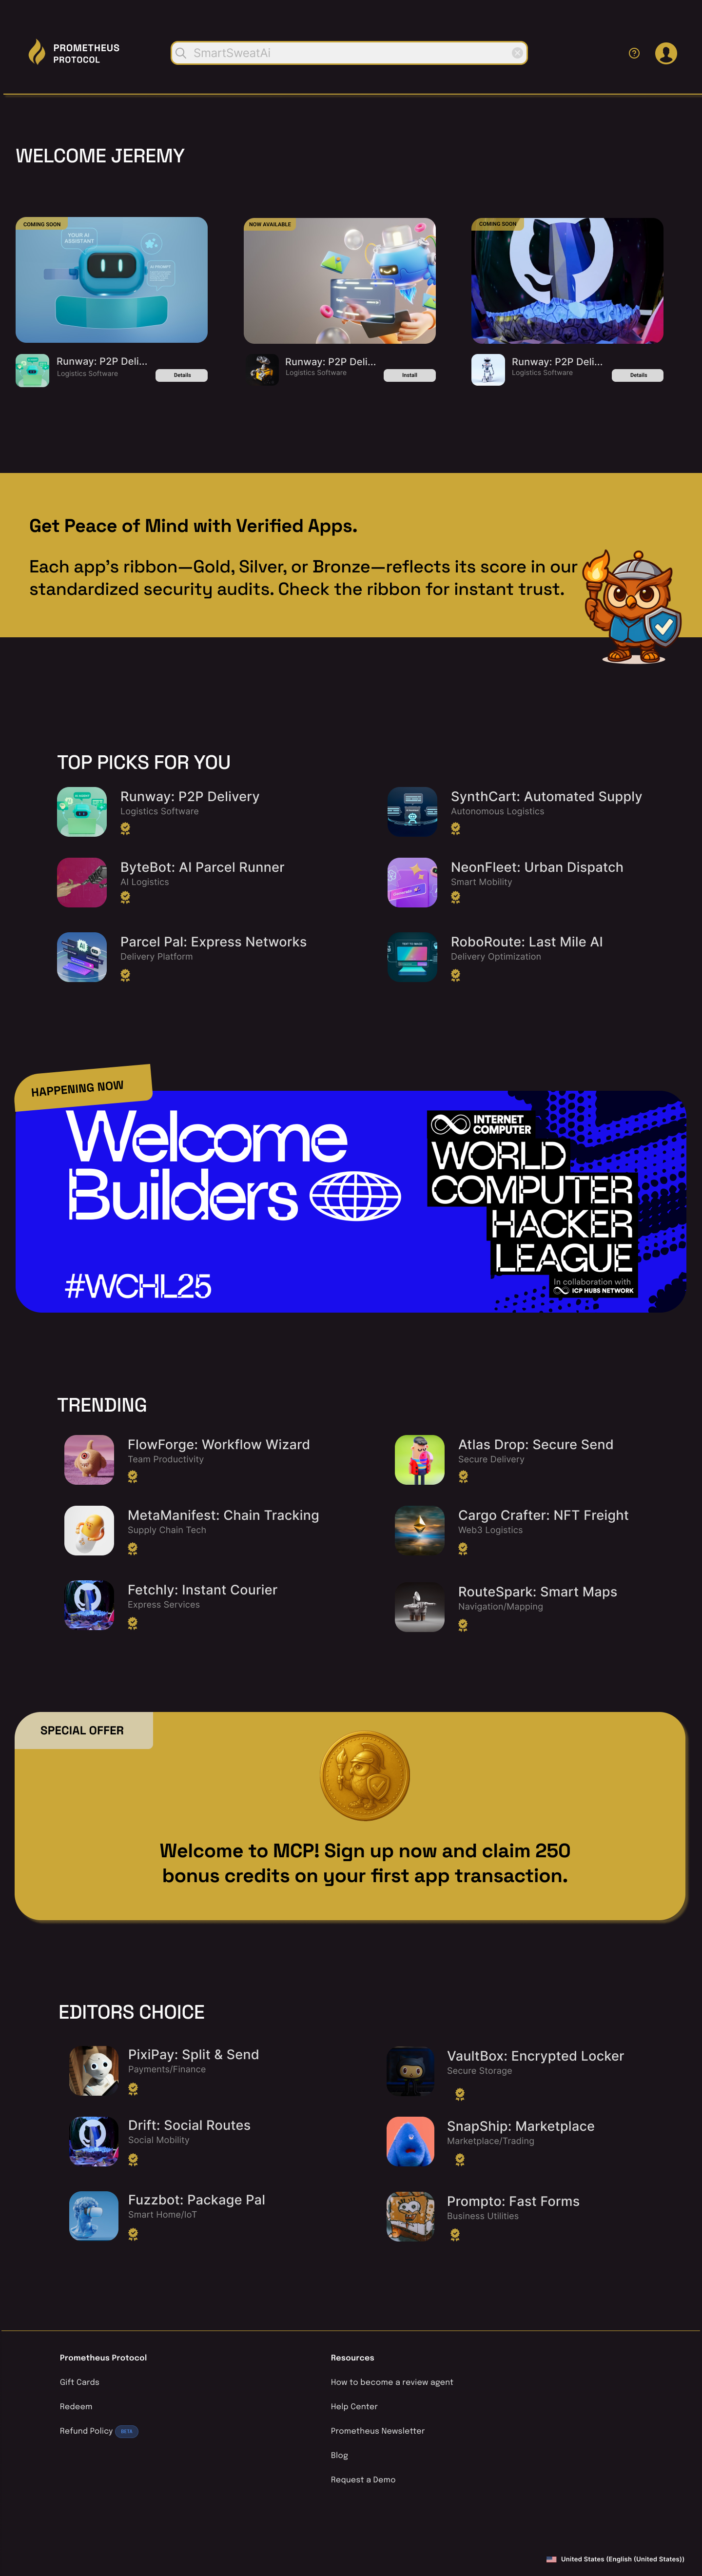 PROMETHEUS
PROTOCOL
SmartSweatAi
WELCOME JEREMY
COMING SOON
YOUR AI
ASSISTANT
Runway: P2P Deli...
Logistics Software
Details
NOW AVAILABLE
Runway: P2P Deli...
Logistics Software
Install
COMING SOON
Runway: P2P Deli...
Logistics Software
Details
Get Peace of Mind with Verified Apps.
Each app's ribbon—Gold, Silver, or Bronze—reflects its score in our
standardized security audits. Check the ribbon for instant trust.
TOP PICKS FOR YOU
Runway: P2P Delivery
Logistics Software
SynthCart: Automated Supply
Autonomous Logistics
ByteBot: AI Parcel Runner
AI Logistics
NeonFleet: Urban Dispatch
Smart Mobility
Parcel Pal: Express Networks
Delivery Platform
RoboRoute: Last Mile AI
Delivery Optimization
HAPPENING NOW
Welcome
Builders
#WCHL25
INTERNET
COMPUTER
WORLD
COMPUTER
HACKER
LEAGUE
In collaboration with
ICP HUBS NETWORK
TRENDING
FlowForge: Workflow Wizard
Team Productivity
Atlas Drop: Secure Send
Secure Delivery
MetaManifest: Chain Tracking
Supply Chain Tech
Cargo Crafter: NFT Freight
Web3 Logistics
Fetchly: Instant Courier
Express Services
RouteSpark: Smart Maps
Navigation/Mapping
SPECIAL OFFER
Welcome to MCP! Sign up now and claim 250
bonus credits on your first app transaction.
EDITORS CHOICE
PixiPay: Split & Send
Payments/Finance
VaultBox: Encrypted Locker
Secure Storage
Drift: Social Routes
Social Mobility
SnapShip: Marketplace
Marketplace/Trading
Fuzzbot: Package Pal
Smart Home/IoT
Prompto: Fast Forms
Business Utilities
Prometheus Protocol
Gift Cards
Redeem
Refund Policy BETA
Resources
How to become a review agent
Help Center
Prometheus Newsletter
Blog
Request a Demo
United States (English (United States))